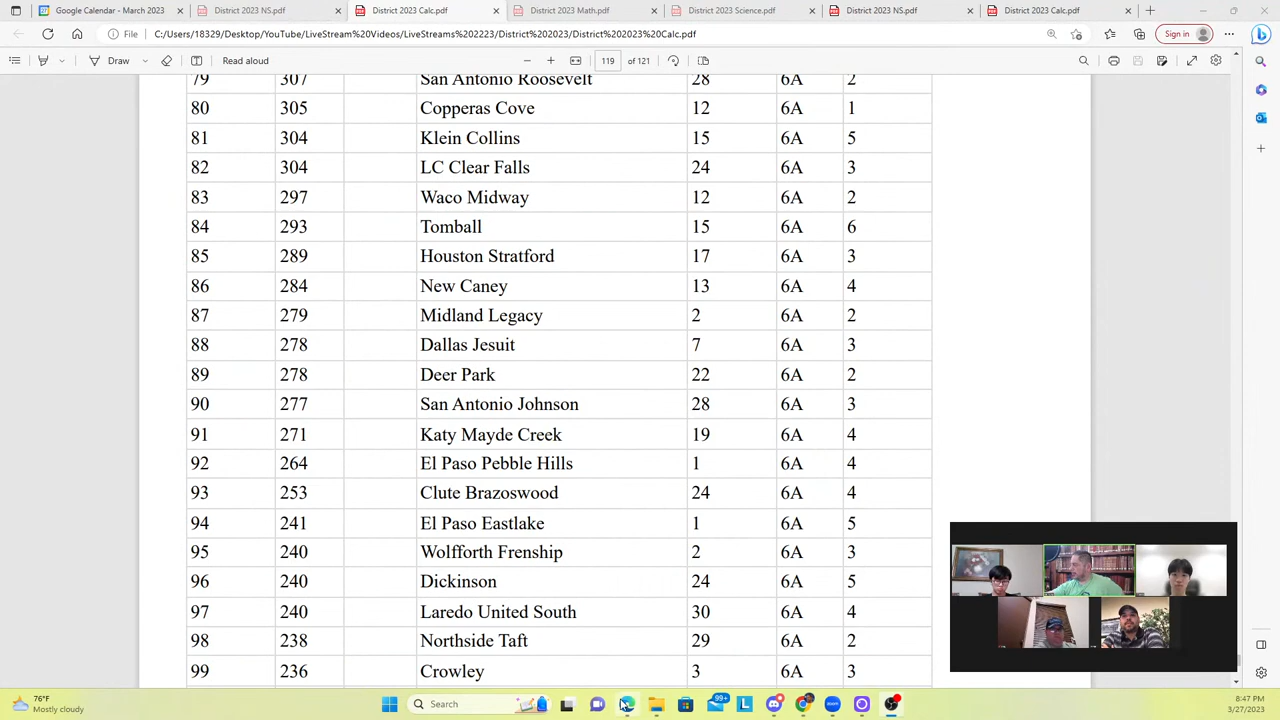 Google Calendar - March 2023
District 2023 NS.pdf
District 2023 Calc.pdf
District 2023 Math.pdf
District 2023 Science.pdf
District 2023 NS.pdf
District 2023 Calc.pdf
File C:/Users/18329/Desktop/YouTube/LiveStream%20Videos/LiveStreams%202223/District%202023/District%202023%20Calc.pdf Sign in
Draw Read aloud 119 of 121
79 307 San Antonio Roosevelt 28 6A 2
80 305 Copperas Cove 12 6A 1
81 304 Klein Collins 15 6A 5
82 304 LC Clear Falls 24 6A 3
83 297 Waco Midway 12 6A 2
84 293 Tomball 15 6A 6
85 289 Houston Stratford 17 6A 3
86 284 New Caney 13 6A 4
87 279 Midland Legacy 2 6A 2
88 278 Dallas Jesuit 7 6A 3
89 278 Deer Park 22 6A 2
90 277 San Antonio Johnson 28 6A 3
91 271 Katy Mayde Creek 19 6A 4
92 264 El Paso Pebble Hills 1 6A 4
93 253 Clute Brazoswood 24 6A 4
94 241 El Paso Eastlake 1 6A 5
95 240 Wolfforth Frenship 2 6A 3
96 240 Dickinson 24 6A 5
97 240 Laredo United South 30 6A 4
98 238 Northside Taft 29 6A 2
99 236 Crowley 3 6A 3
76°F
Mostly cloudy
Search
99+
zoom
8:47 PM
3/27/2023